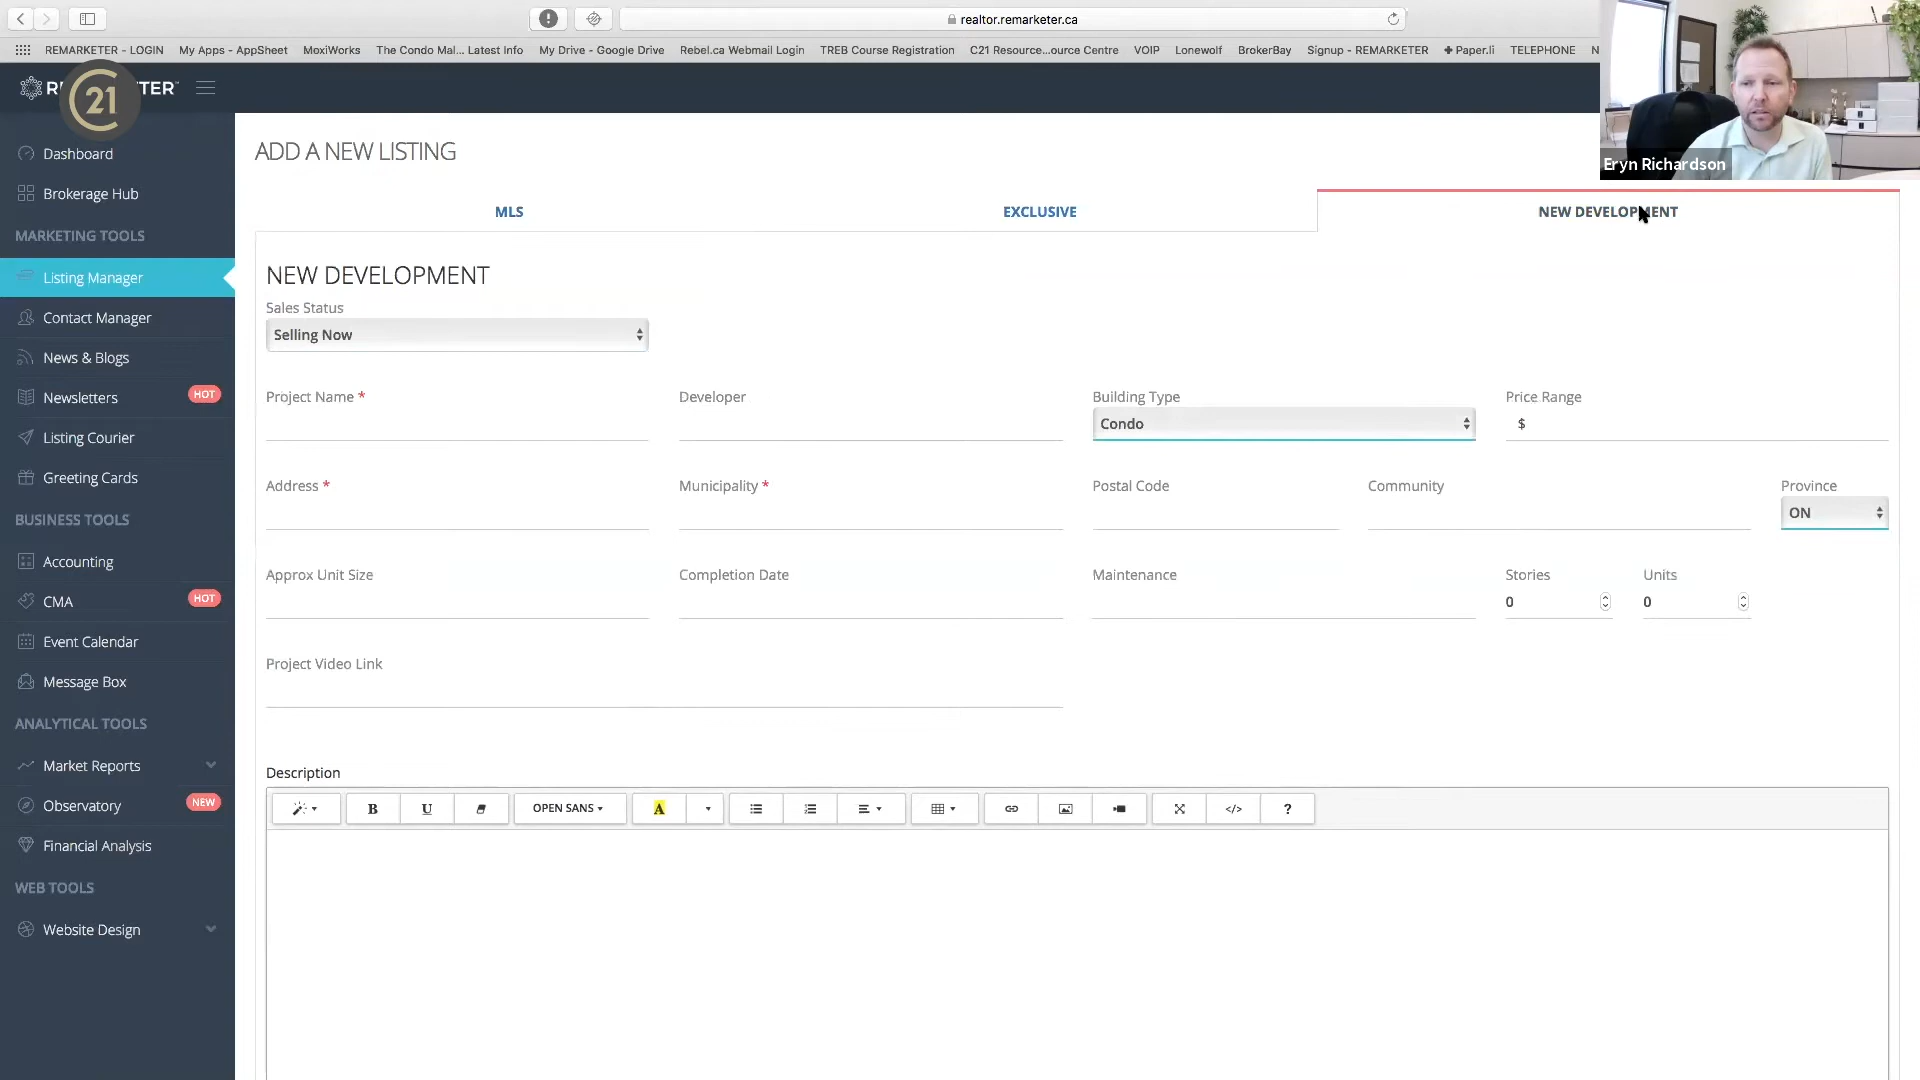 realtor.remarketer.ca
REMARKETER - LOGIN My Apps - AppSheet MoxiWorks The Condo Mal... Latest Info My Drive - Google Drive Rebel.ca Webmail Login TREB Course Registration C21 Resource...ource Centre VOIP Lonewolf BrokerBay Signup - REMARKETER Paper.li TELEPHONE N
RE TER
C21
Eryn Richardson
Dashboard
Brokerage Hub
MARKETING TOOLS
Listing Manager
Contact Manager
News & Blogs
Newsletters HOT
Listing Courier
Greeting Cards
BUSINESS TOOLS
Accounting
CMA HOT
Event Calendar
Message Box
ANALYTICAL TOOLS
Market Reports
Observatory NEW
Financial Analysis
WEB TOOLS
Website Design
ADD A NEW LISTING
MLS EXCLUSIVE NEW DEVELOPMENT
NEW DEVELOPMENT
Sales Status
Selling Now
Project Name * Developer Building Type Price Range
Condo $
Address * Municipality * Postal Code Community Province
ON
Approx Unit Size Completion Date Maintenance Stories Units
0 0
Project Video Link
Description
B U OPEN SANS A </> ?